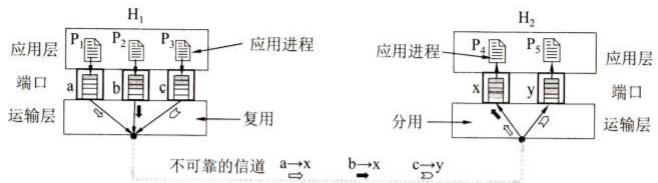 H₁
H₂
P₁ P₂ P₃
应用进程
应用层
应用进程
P₄ P₅
应用层
端口
a b c
x y
端口
运输层
复用
分用
运输层
不可靠的信道 a→x b→x c→y